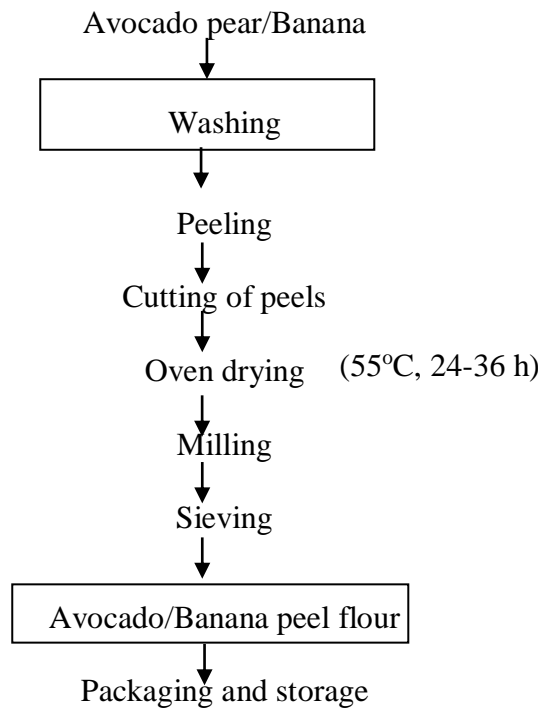 Avocado pear/Banana
Washing
Peeling
Cutting of peels
Oven drying (55°C, 24-36 h)
Milling
Sieving
Avocado/Banana peel flour
Packaging and storage